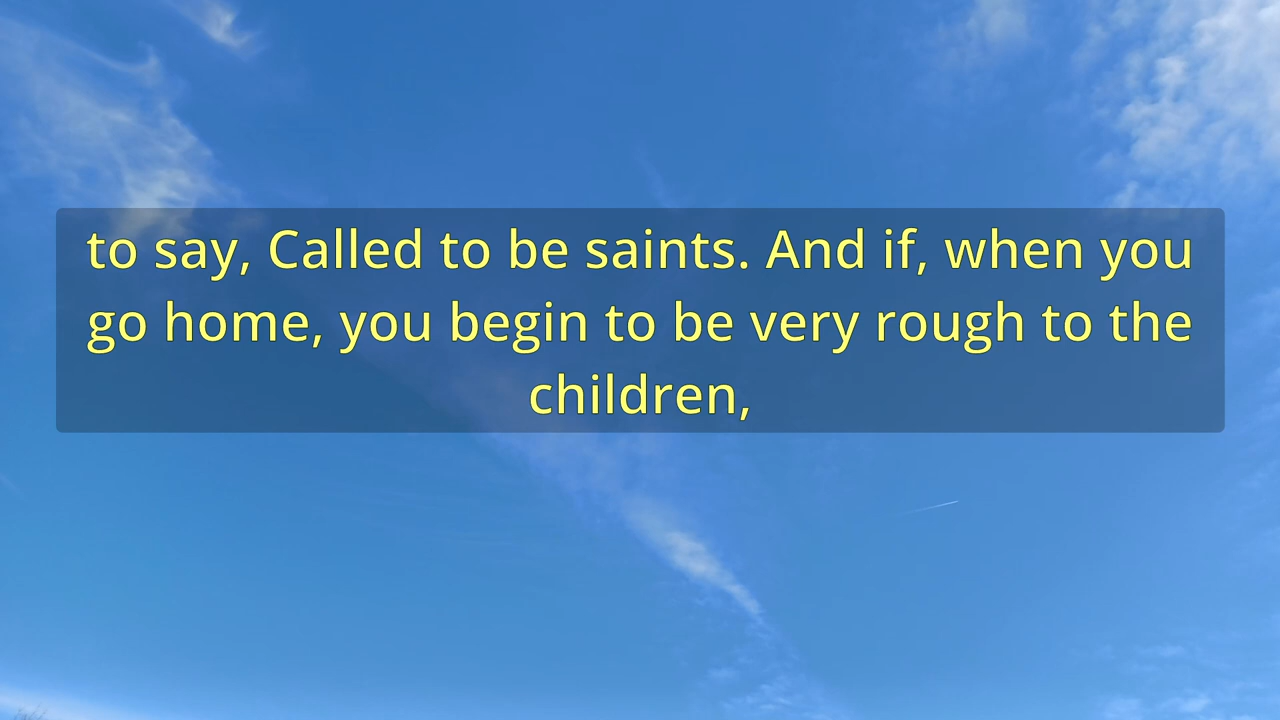 to say, Called to be saints. And if, when you
go home, you begin to be very rough to the
children,